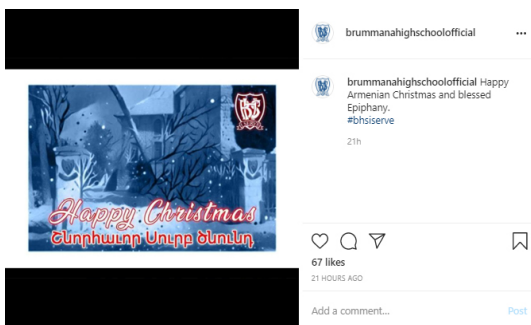 brummanahighschoolofficial
brummanahighschoolofficial Happy
Armenian Christmas and blessed
Epiphany.
#bhsiserve
21h
BHS
Happy Christmas
Շնորհաւոր Սուրբ Ծնունդ
67 likes
21 HOURS AGO
Add a comment...
Post